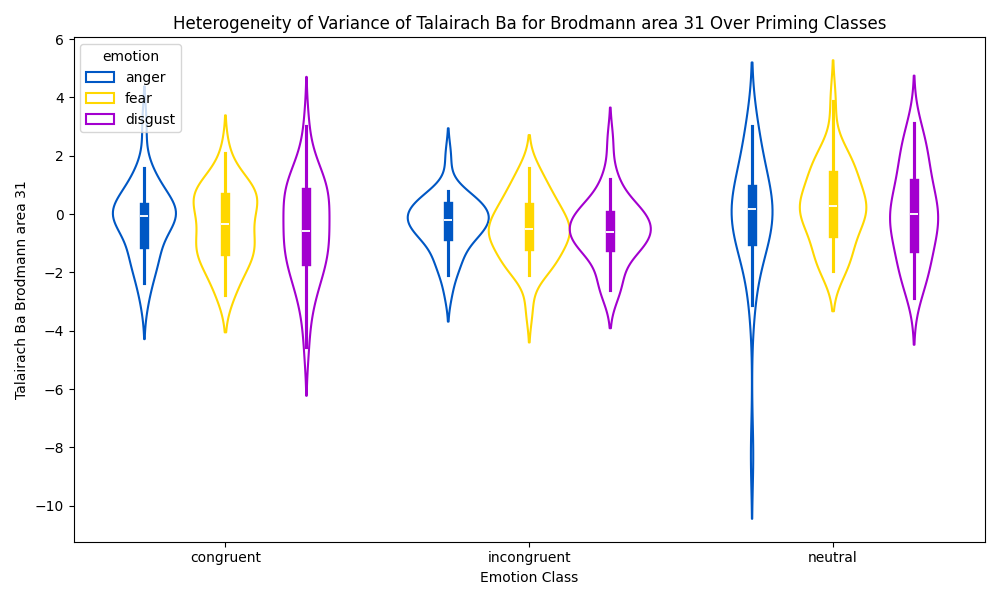 Heterogeneity of Variance of Talairach Ba for Brodmann area 31 Over Priming Classes
6
emotion
anger
fear
disgust
4
2
0
−2
−4
−6
−8
−10
Talairach Ba Brodmann area 31
congruent
incongruent
neutral
Emotion Class